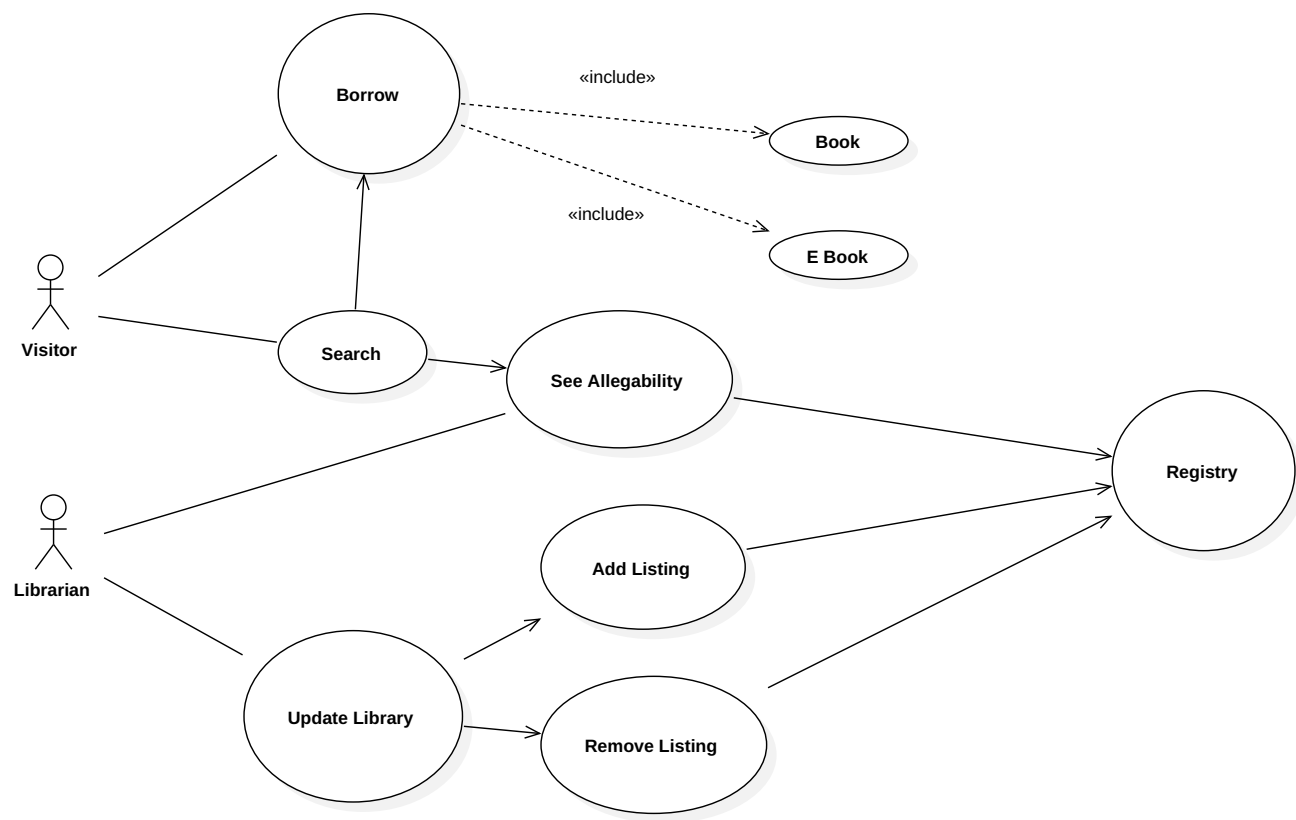 «include»
Borrow
Book
«include»
E Book
Visitor
Search
See Allegability
Registry
Add Listing
Librarian
Update Library
Remove Listing